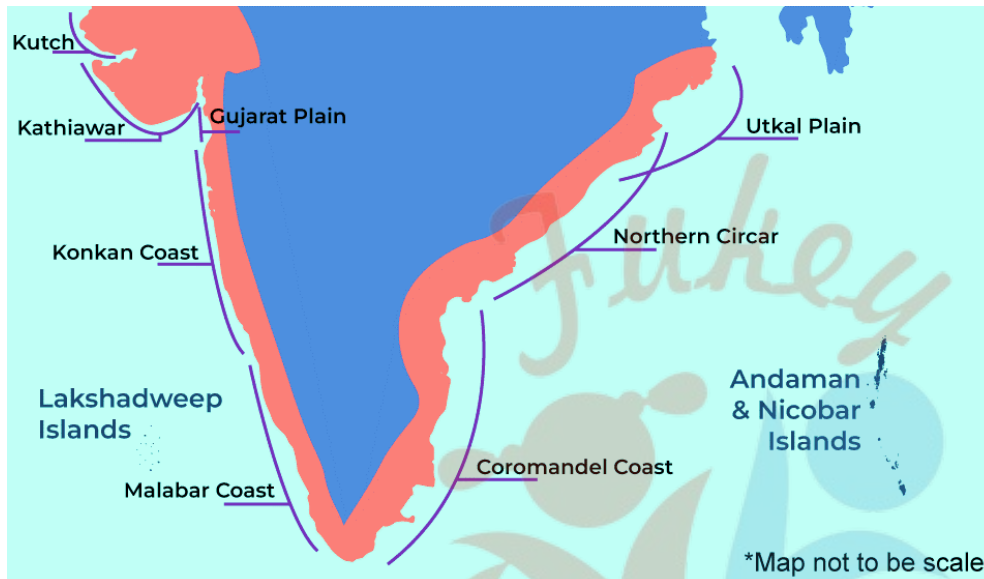 Kutch
Kathiawar
Gujarat Plain
Utkal Plain
Konkan Coast
Northern Circar
Lakshadweep
Islands
Andaman
& Nicobar
Islands
Malabar Coast
Coromandel Coast
Jukey
*Map not to be scale